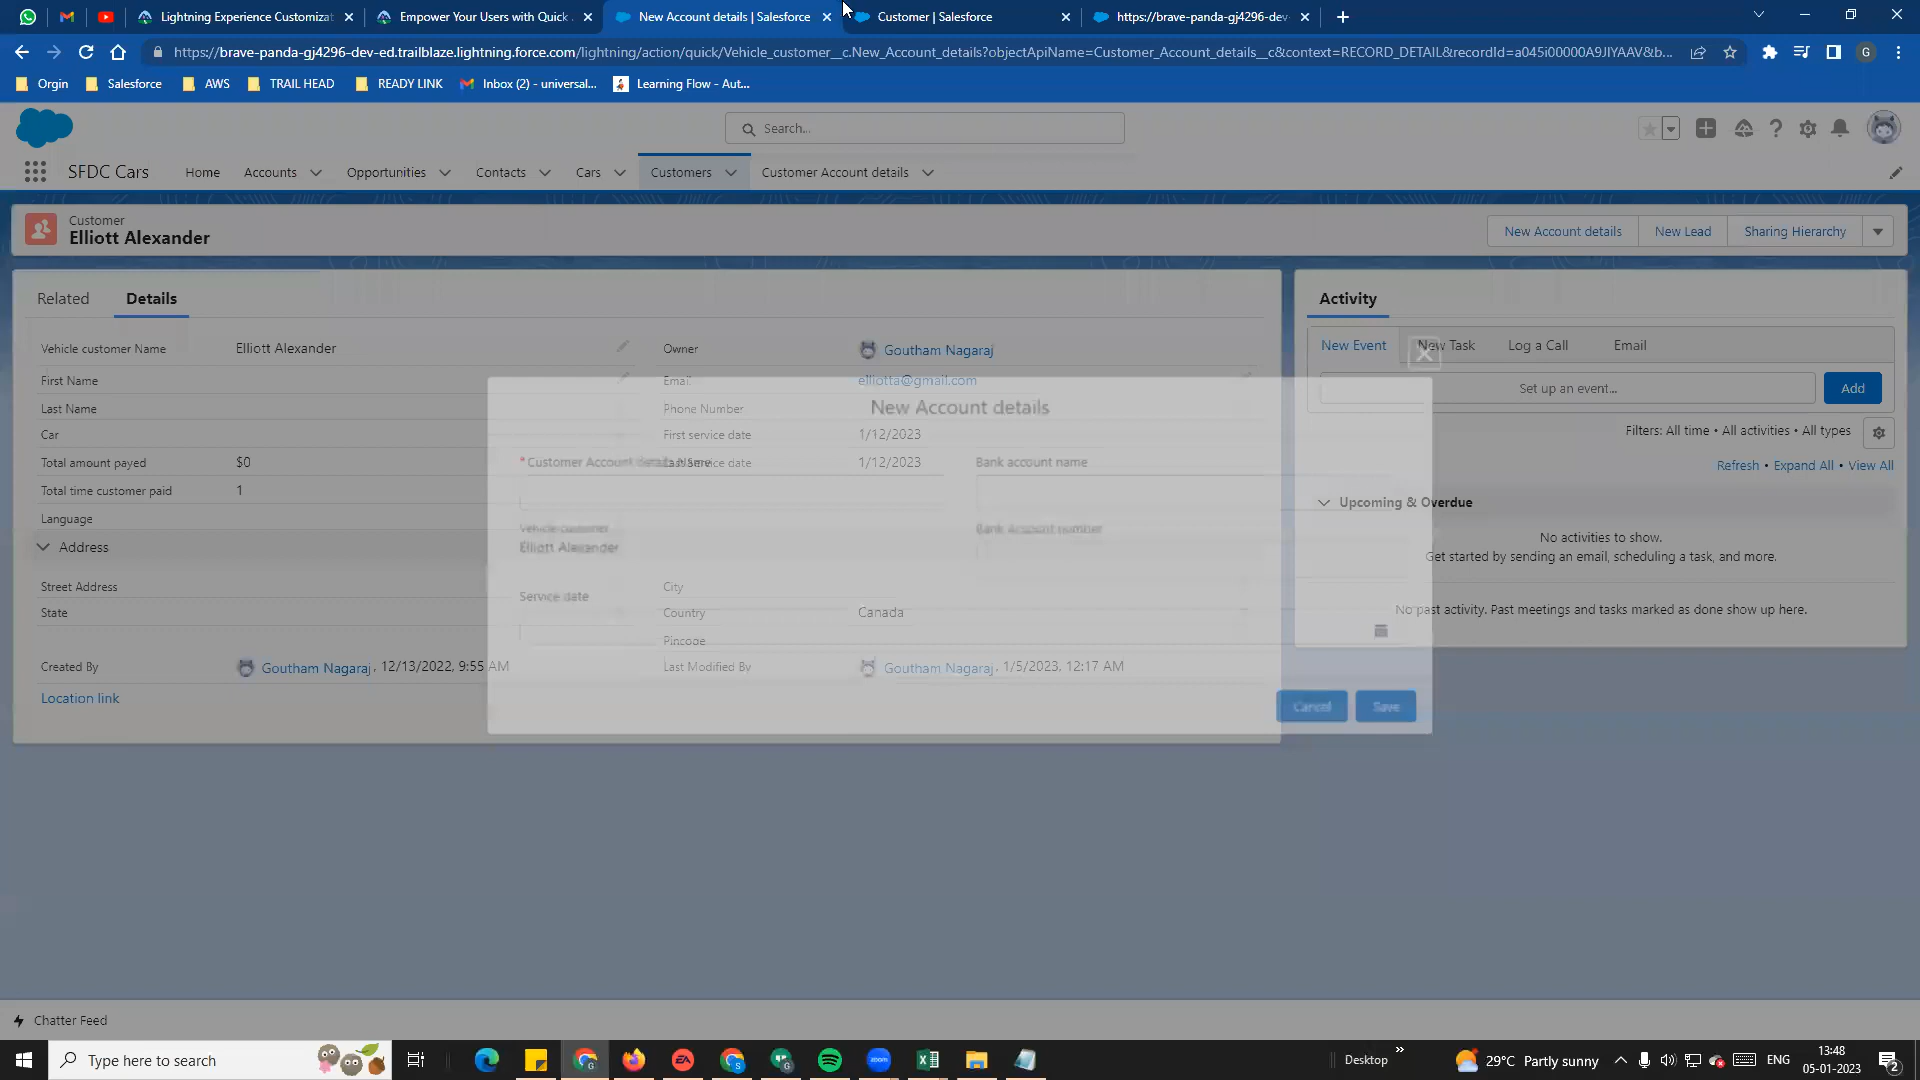 Lightning Experience Customizat
Empower Your Users with Quick
New Account details | Salesforce
Customer | Salesforce
https://brave-panda-gj4296-dev
https://brave-panda-gj4296-dev-ed.trailblaze.lightning.force.com/lightning/action/quick/Vehicle_customer__c.New_Account_details?objectApiName=Customer_Account_details__c&context=RECORD_DETAIL&recordId=a045i00000A9JIYAAV&b...
G
Orgin
Salesforce
AWS
TRAIL HEAD
READY LINK
Inbox (2) - universal...
Learning Flow - Aut...
Search...
SFDC Cars
Home
Accounts
Opportunities
Contacts
Cars
Customers
Customer Account details
Customer
Elliott Alexander
New Account details
New Lead
Sharing Hierarchy
Related
Details
Activity
Vehicle customer Name
Elliott Alexander
Owner
Goutham Nagaraj
New Event
New Task
Log a Call
Email
First Name
Email
elliotta@gmail.com
Set up an event...
Add
Last Name
Phone Number
New Account details
Car
First service date
1/12/2023
Filters: All time • All activities • All types
Total amount payed
$0
*Customer Account details Name
service date
1/12/2023
Bank account name
Refresh • Expand All • View All
Total time customer paid
1
Upcoming & Overdue
Language
Vehicle customer
Bank Account number
Address
Elliott Alexander
No activities to show.
Get started by sending an email, scheduling a task, and more.
Street Address
Service date
City
State
Country
Canada
No past activity. Past meetings and tasks marked as done show up here.
Pincode
Created By
Goutham Nagaraj, 12/13/2022, 9:55 AM
Last Modified By
Goutham Nagaraj, 1/5/2023, 12:17 AM
Location link
Cancel
Save
Chatter Feed
Type here to search
Desktop
29°C Partly sunny
ENG
13:48
05-01-2023
2